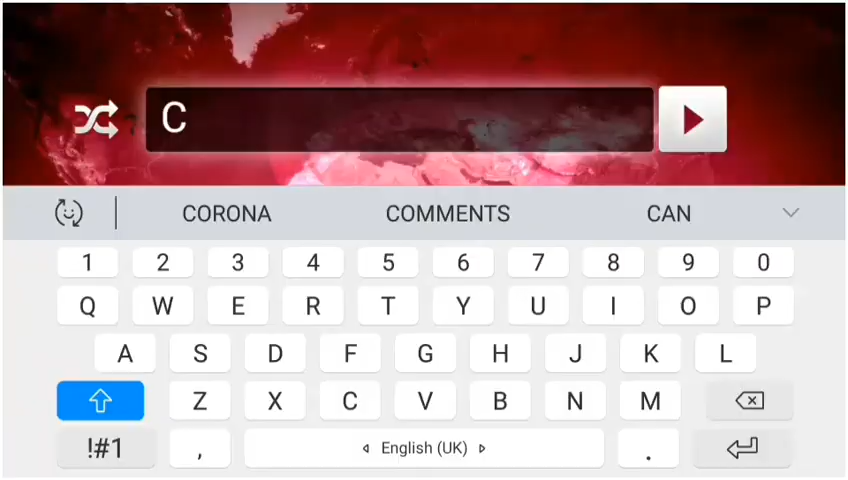 C
CORONA COMMENTS CAN
1 2 3 4 5 6 7 8 9 0
Q W E R T Y U I O P
A S D F G H J K L
Z X C V B N M
!#1 , English (UK) .